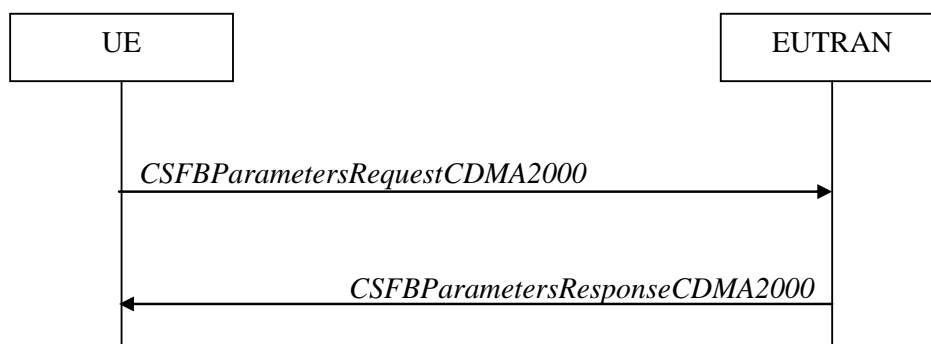 UE
EUTRAN
CSFBParametersRequestCDMA2000
CSFBParametersResponseCDMA2000